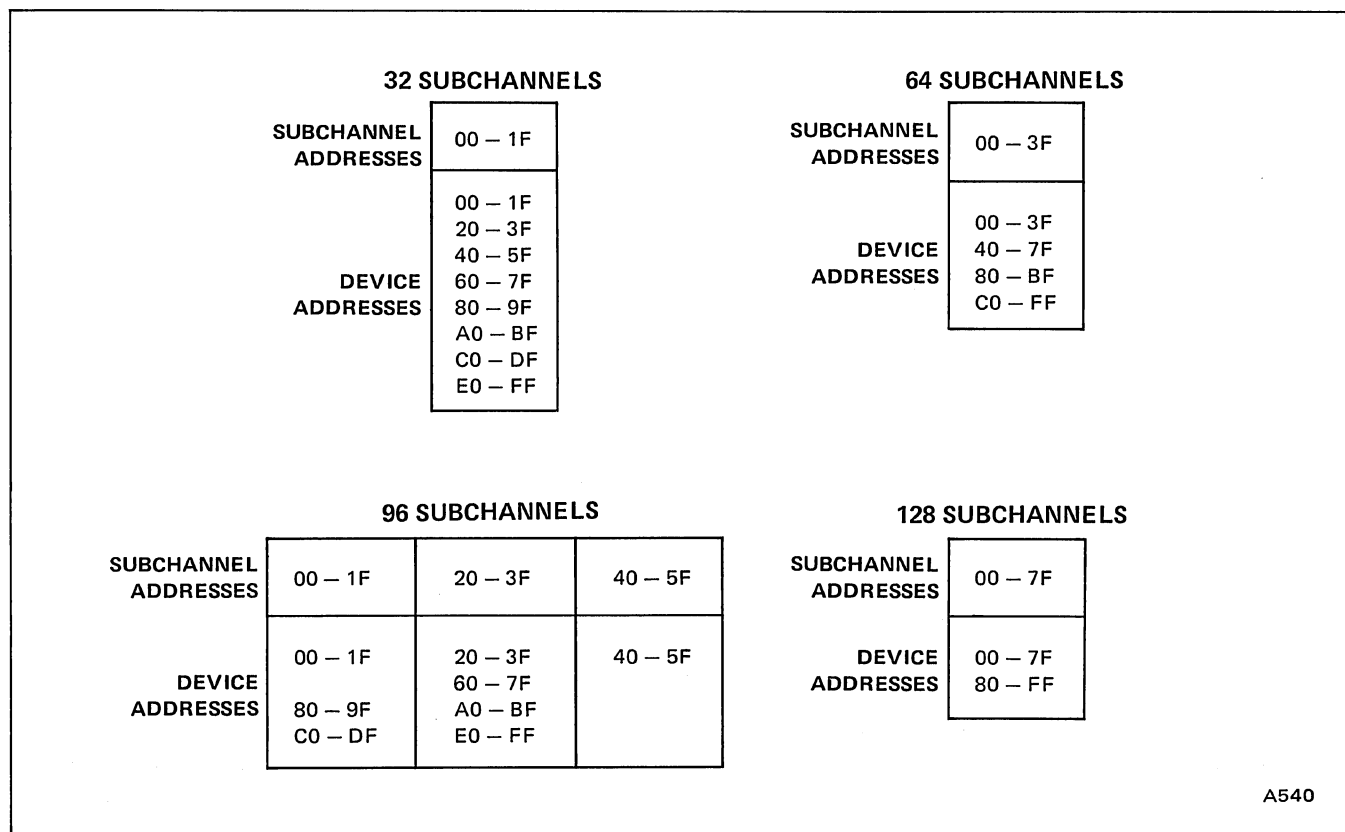 32 SUBCHANNELS
SUBCHANNEL
ADDRESSES
00 — 1F
DEVICE
ADDRESSES
00 — 1F
20 — 3F
40 — 5F
60 — 7F
80 — 9F
A0 — BF
C0 — DF
E0 — FF
64 SUBCHANNELS
SUBCHANNEL
ADDRESSES
00 — 3F
DEVICE
ADDRESSES
00 — 3F
40 — 7F
80 — BF
C0 — FF
96 SUBCHANNELS
SUBCHANNEL
ADDRESSES
00 — 1F 20 — 3F 40 — 5F
DEVICE
ADDRESSES
00 — 1F 20 — 3F 40 — 5F
60 — 7F
80 — 9F A0 — BF
C0 — DF E0 — FF
128 SUBCHANNELS
SUBCHANNEL
ADDRESSES
00 — 7F
DEVICE
ADDRESSES
00 — 7F
80 — FF
A540